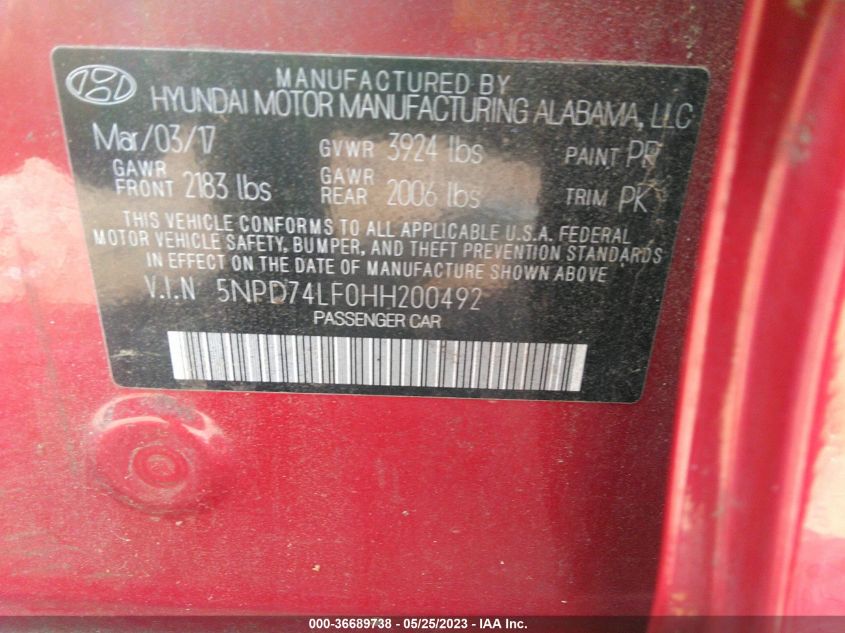 MANUFACTURED BY
HYUNDAI MOTOR MANUFACTURING ALABAMA, LLC
Mar/03/17 GVWR 3924 lbs PAINT PR
GAWR FRONT 2183 lbs GAWR REAR 2006 lbs TRIM PK
THIS VEHICLE CONFORMS TO ALL APPLICABLE U.S.A. FEDERAL
MOTOR VEHICLE SAFETY, BUMPER, AND THEFT PREVENTION STANDARDS
IN EFFECT ON THE DATE OF MANUFACTURE SHOWN ABOVE
V.I.N 5NPD74LF0HH200492
PASSENGER CAR
000-36689738 - 05/25/2023 - IAA Inc.